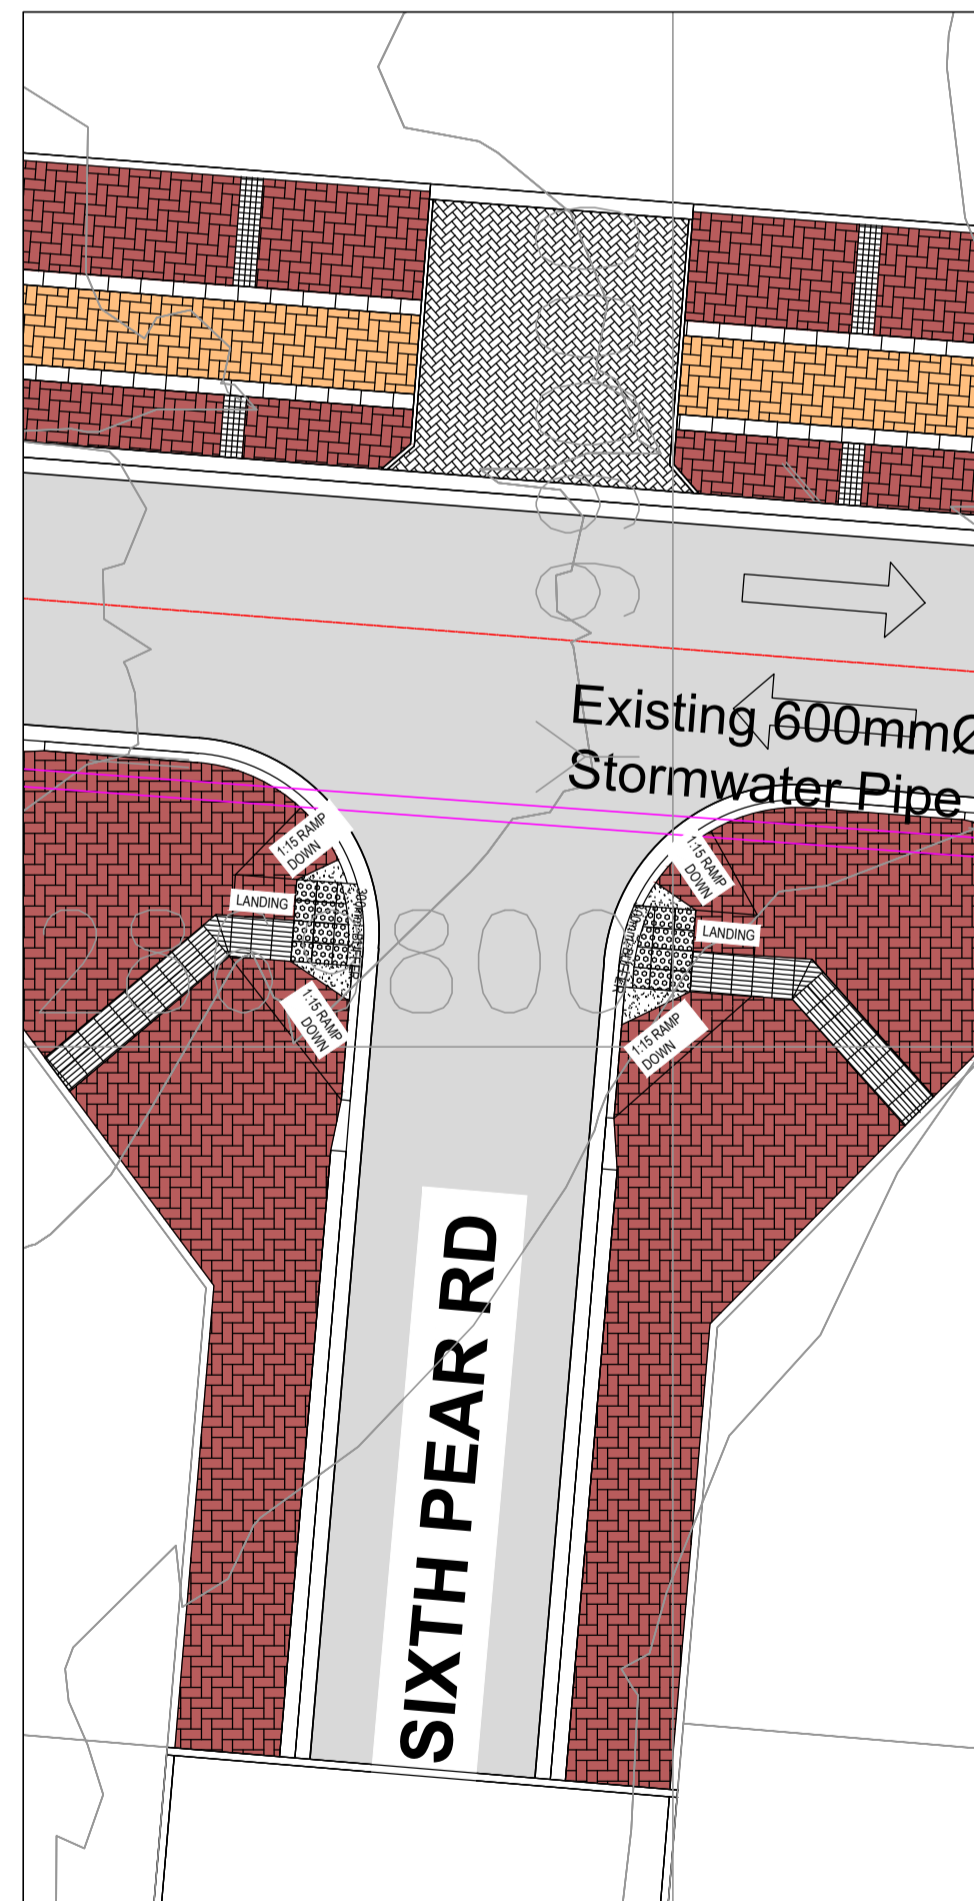 Existing 600mmØ
Stormwater Pipe
1:15 RAMP
DOWN
LANDING
1:15 RAMP
DOWN
1:15 RAMP
DOWN
LANDING
1:15 RAMP
DOWN
SIXTH PEAR RD